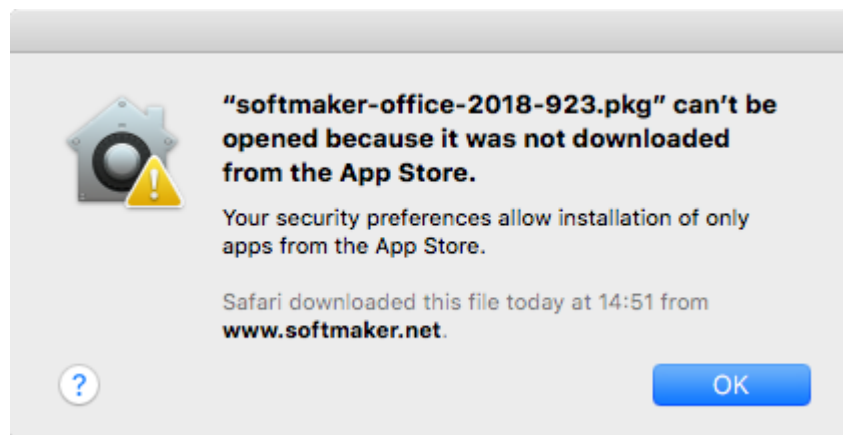 “softmaker-office-2018-923.pkg” can’t be
opened because it was not downloaded
from the App Store.
Your security preferences allow installation of only
apps from the App Store.
Safari downloaded this file today at 14:51 from
www.softmaker.net.
?
OK